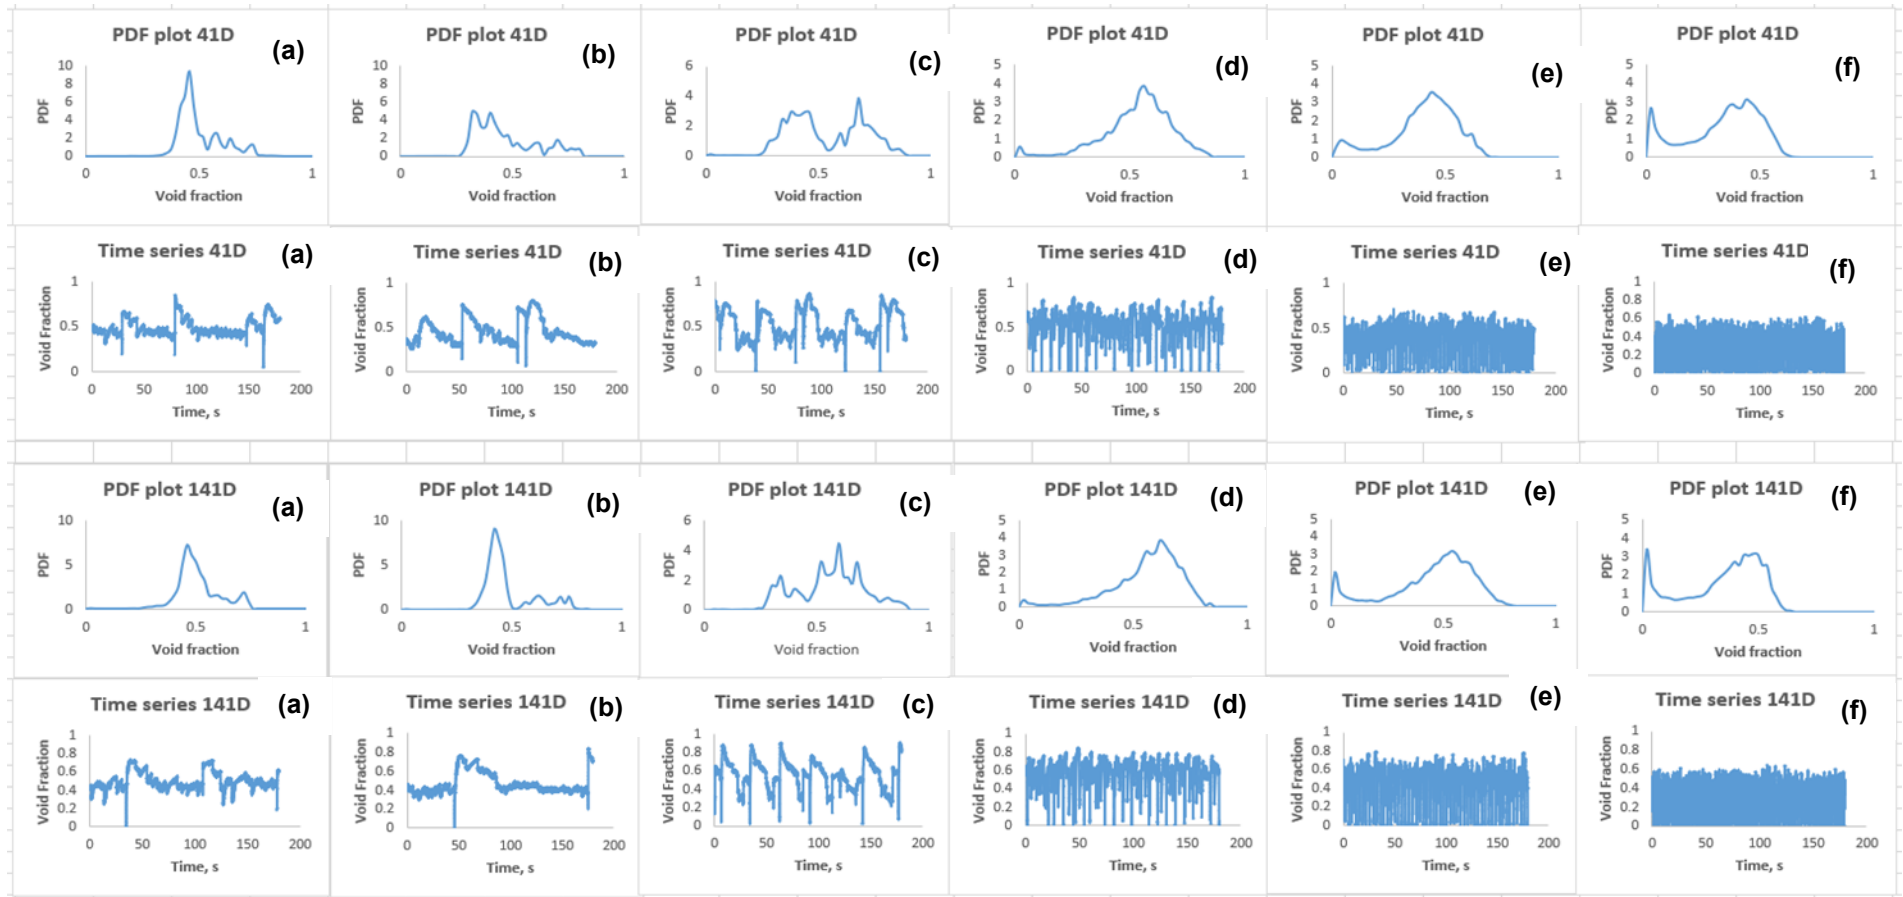 PDF plot 41D
(a)
10
8
6
4
2
0
PDF
0 0.5 1
Void fraction
PDF plot 41D
(b)
10
8
6
4
2
0
PDF
0 0.5 1
Void fraction
PDF plot 41D
(c)
6
4
2
0
PDF
0 0.5 1
Void fraction
PDF plot 41D
(d)
5
4
3
2
1
0
PDF
0 0.5 1
Void fraction
PDF plot 41D
(e)
5
4
3
2
1
0
PDF
0 0.5 1
Void fraction
PDF plot 41D
(f)
5
4
3
2
1
0
PDF
0 0.5 1
Void fraction
Time series 41D
(a)
1
0.5
0
Void Fraction
0 50 100 150 200
Time, s
Time series 41D
(b)
1
0.5
0
Void Fraction
0 50 100 150 200
Time, s
Time series 41D
(c)
1
0.5
0
Void Fraction
0 50 100 150 200
Time, s
Time series 41D
(d)
1
0.5
0
Void Fraction
0 50 100 150 200
Time, s
Time series 41D
(e)
1
0.5
0
Void Fraction
0 50 100 150 200
Time, s
Time series 41D
(f)
1
0.8
0.6
0.4
0.2
0
Void Fraction
0 50 100 150 200
Time, s
PDF plot 141D
(a)
10
5
0
PDF
0 0.5 1
Void fraction
PDF plot 141D
(b)
10
5
0
PDF
0 0.5 1
Void fraction
PDF plot 141D
(c)
6
4
2
0
PDF
0 0.5 1
Void fraction
PDF plot 141D
(d)
5
4
3
2
1
0
PDF
0 0.5 1
Void fraction
PDF plot 141D
(e)
5
4
3
2
1
0
PDF
0 0.5 1
Void fraction
PDF plot 141D
(f)
5
4
3
2
1
0
PDF
0 0.5 1
Void fraction
Time series 141D
(a)
1
0.8
0.6
0.4
0.2
0
Void Fraction
0 50 100 150 200
Time, s
Time series 141D
(b)
1
0.8
0.6
0.4
0.2
0
Void Fraction
0 50 100 150 200
Time, s
Time series 141D
(c)
1
0.8
0.6
0.4
0.2
0
Void Fraction
0 50 100 150 200
Time, s
Time series 141D
(d)
1
0.8
0.6
0.4
0.2
0
Void Fraction
0 50 100 150 200
Time, s
Time series 141D
(e)
1
0.8
0.6
0.4
0.2
0
Void Fraction
0 50 100 150 200
Time, s
Time series 141D
(f)
1
0.8
0.6
0.4
0.2
0
Void Fraction
0 50 100 150 200
Time, s